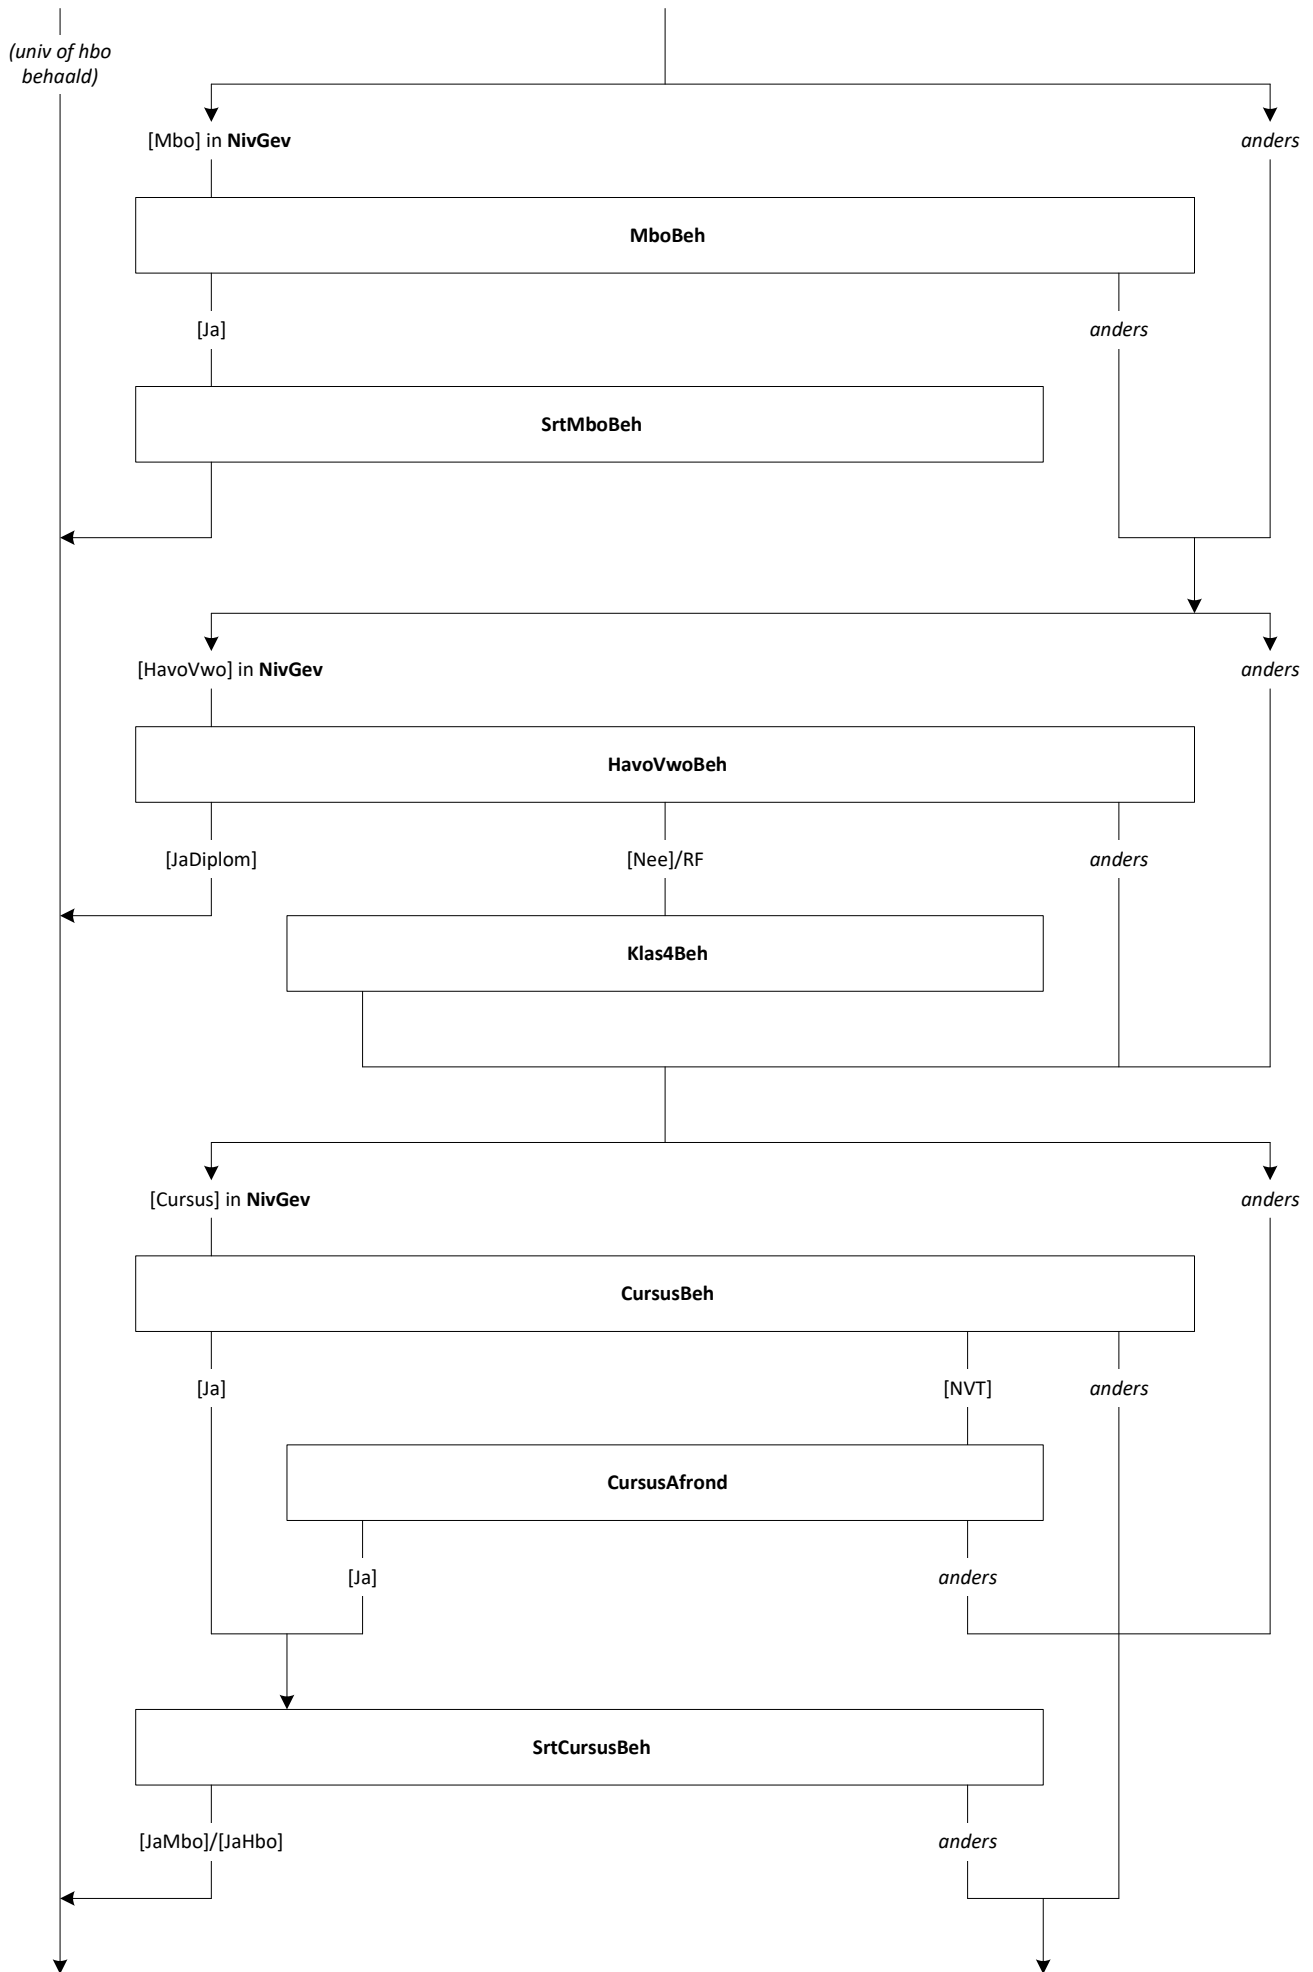 (univ of hbo
behaald)
[Mbo] in NivGev
anders
MboBeh
[Ja]
anders
SrtMboBeh
[HavoVwo] in NivGev
anders
HavoVwoBeh
[JaDiplom]
[Nee]/RF
anders
Klas4Beh
[Cursus] in NivGev
anders
CursusBeh
[Ja]
[NVT]
anders
CursusAfrond
[Ja]
anders
SrtCursusBeh
[JaMbo]/[JaHbo]
anders